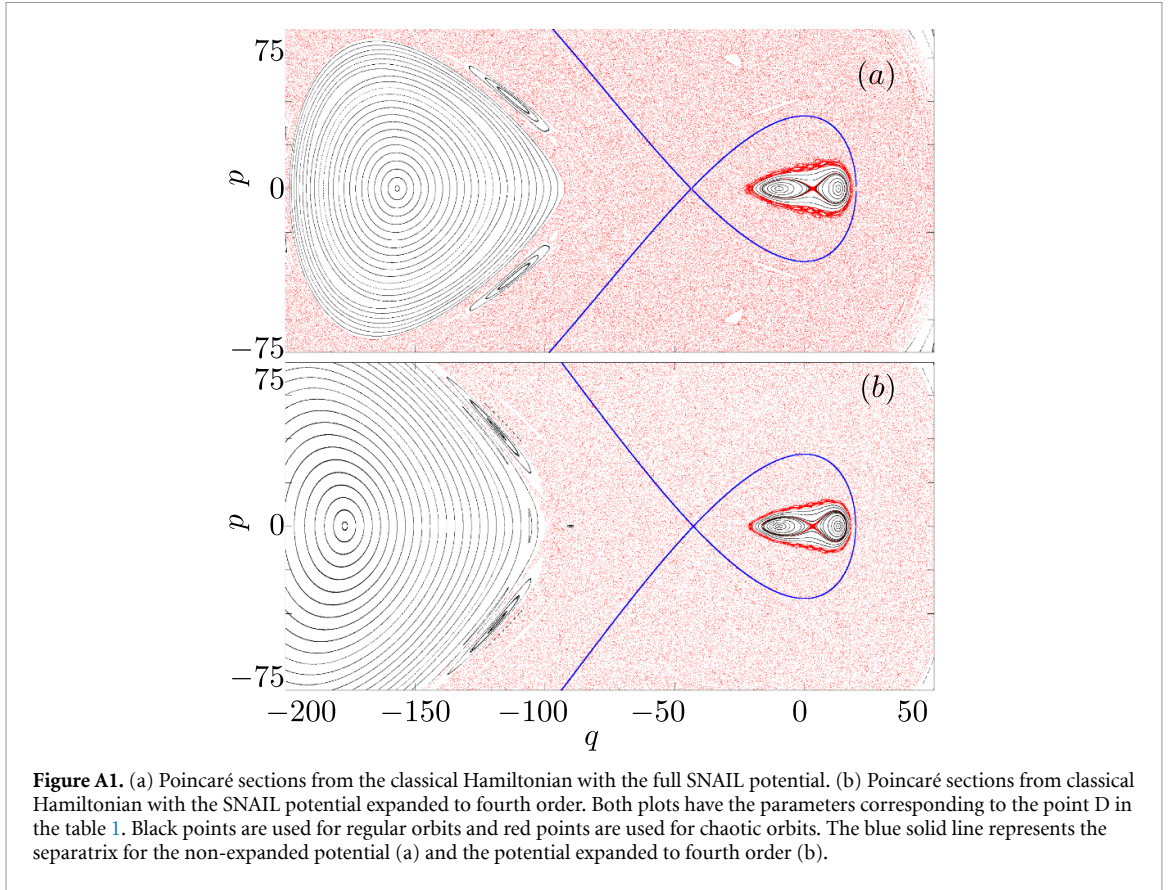 75
(a)
p
0
−75
75
(b)
p
0
−75
−200 −150 −100 −50 0 50
q
Figure A1. (a) Poincaré sections from the classical Hamiltonian with the full SNAIL potential. (b) Poincaré sections from classical
Hamiltonian with the SNAIL potential expanded to fourth order. Both plots have the parameters corresponding to the point D in
the table 1. Black points are used for regular orbits and red points are used for chaotic orbits. The blue solid line represents the
separatrix for the non-expanded potential (a) and the potential expanded to fourth order (b).